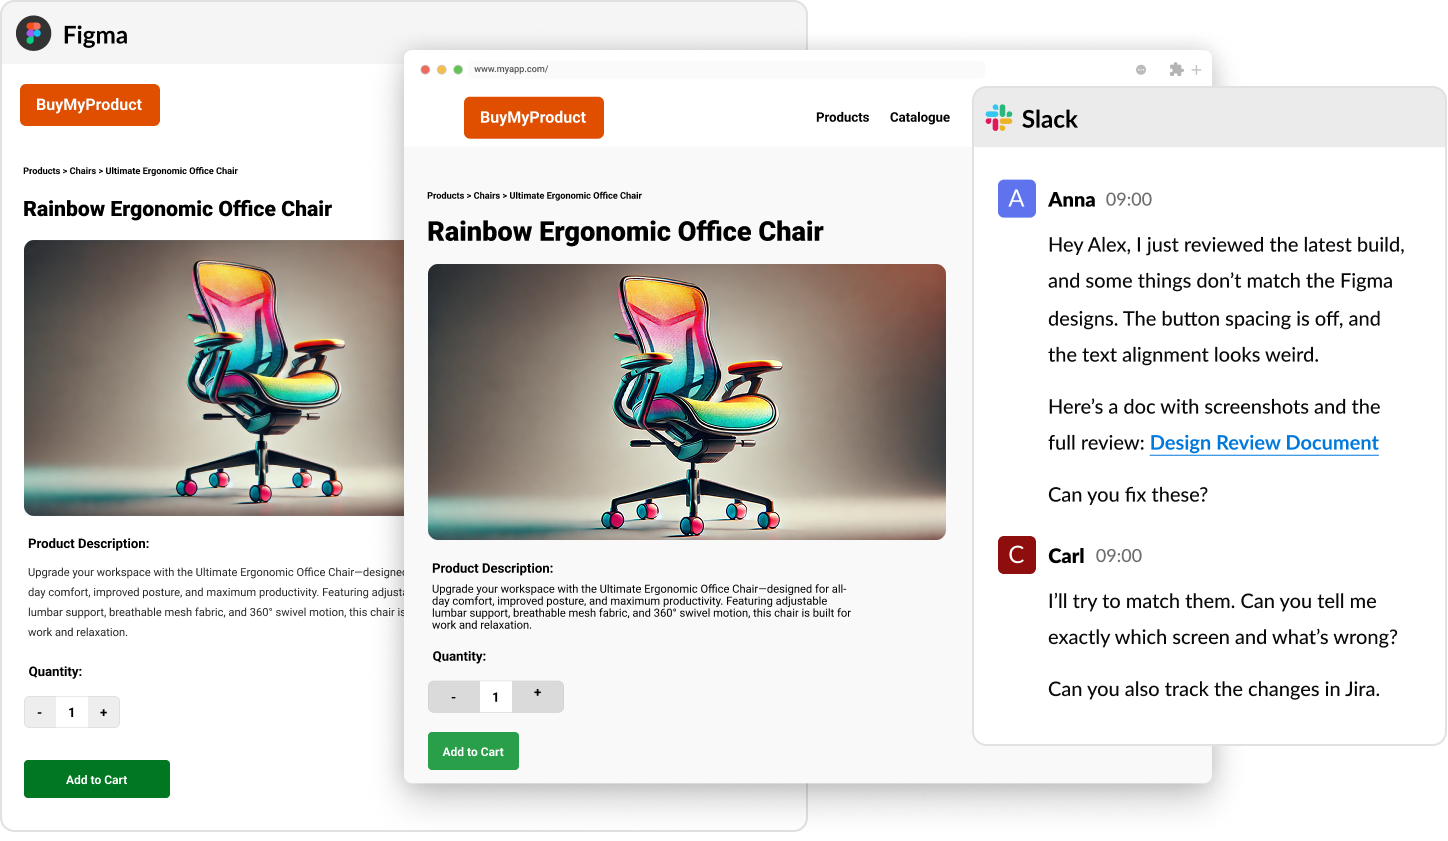 Figma
BuyMyProduct
Products > Chairs > Ultimate Ergonomic Office Chair
Rainbow Ergonomic Office Chair
Product Description:
Upgrade your workspace with the Ultimate Ergonomic Office Chair—designed
day comfort, improved posture, and maximum productivity. Featuring adjusta
lumbar support, breathable mesh fabric, and 360° swivel motion, this chair is
work and relaxation.
Quantity:
- 1 +
Add to Cart
www.myapp.com/
BuyMyProduct
Products Catalogue
Products > Chairs > Ultimate Ergonomic Office Chair
Rainbow Ergonomic Office Chair
Product Description:
Upgrade your workspace with the Ultimate Ergonomic Office Chair—designed for all-
day comfort, improved posture, and maximum productivity. Featuring adjustable
lumbar support, breathable mesh fabric, and 360° swivel motion, this chair is built for
work and relaxation.
Quantity:
- 1 +
Add to Cart
Slack
A Anna 09:00
Hey Alex, I just reviewed the latest build,
and some things don’t match the Figma
designs. The button spacing is off, and
the text alignment looks weird.
Here’s a doc with screenshots and the
full review: Design Review Document
Can you fix these?
C Carl 09:00
I’ll try to match them. Can you tell me
exactly which screen and what’s wrong?
Can you also track the changes in Jira.